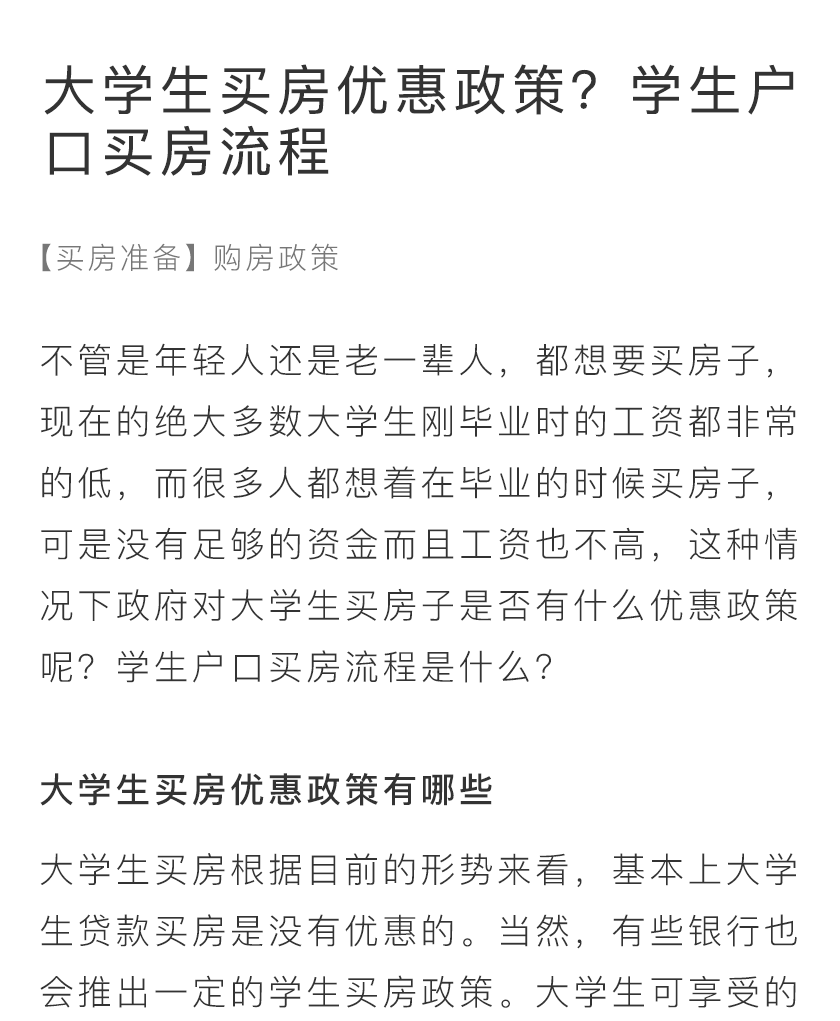 大学生买房优惠政策？学生户
口买房流程
【买房准备】购房政策
不管是年轻人还是老一辈人，都想要买房子，
现在的绝大多数大学生刚毕业时的工资都非常
的低，而很多人都想着在毕业的时候买房子，
可是没有足够的资金而且工资也不高，这种情
况下政府对大学生买房子是否有什么优惠政策
呢？学生户口买房流程是什么？
大学生买房优惠政策有哪些
大学生买房根据目前的形势来看，基本上大学
生贷款买房是没有优惠的。当然，有些银行也
会推出一定的学生买房政策。大学生可享受的